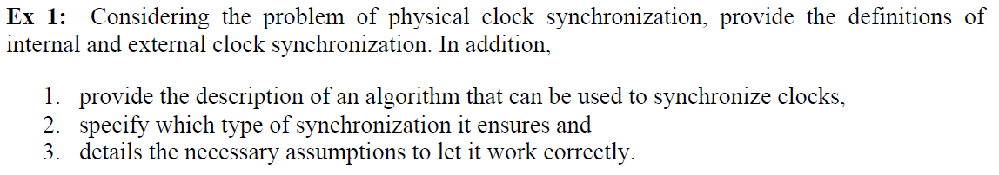 Ex 1: Considering the problem of physical clock synchronization, provide the definitions of
internal and external clock synchronization. In addition,
1. provide the description of an algorithm that can be used to synchronize clocks,
2. specify which type of synchronization it ensures and
3. details the necessary assumptions to let it work correctly.